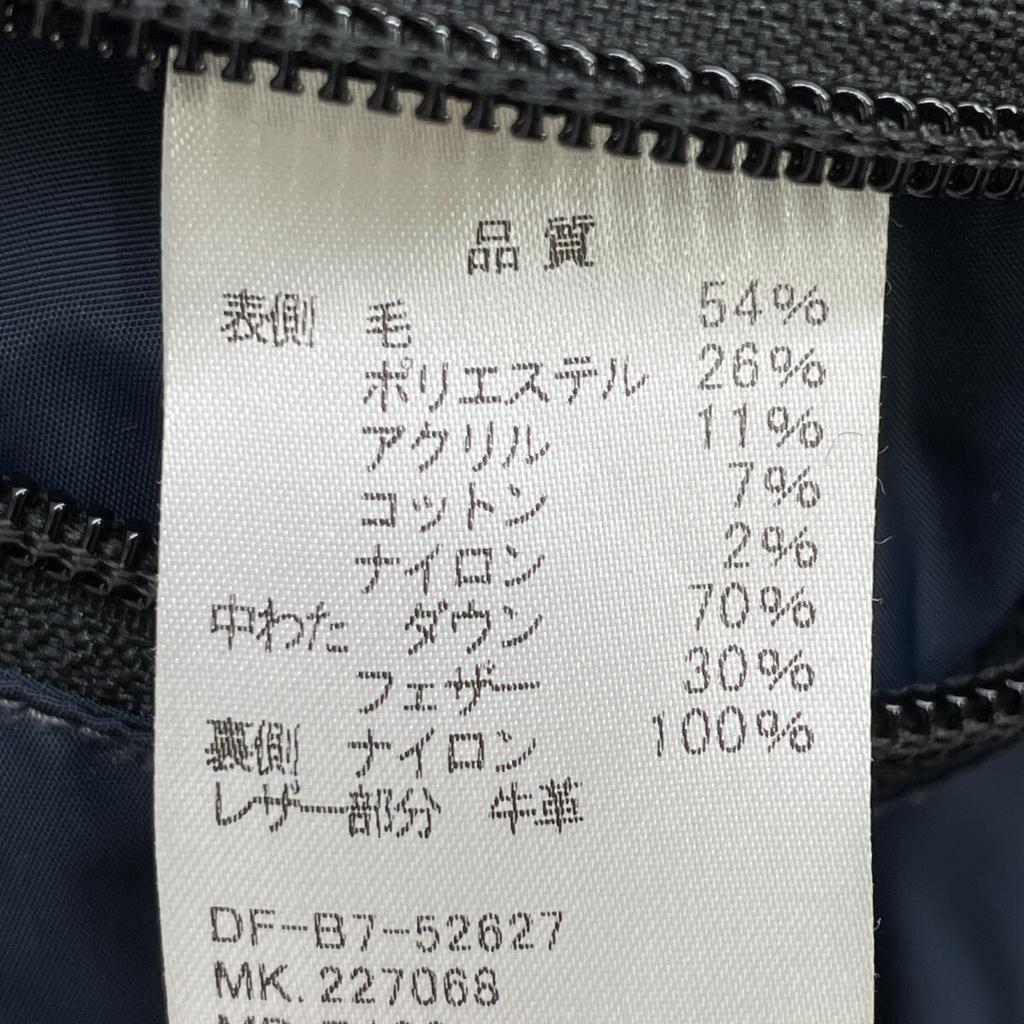 品質
表側 毛 54%
ポリエステル 26%
アクリル 11%
コットン 7%
ナイロン 2%
中わた ダウン 70%
フェザー 30%
裏側 ナイロン 100%
レザー部分 牛革
DF-B7-52627
MK.227068